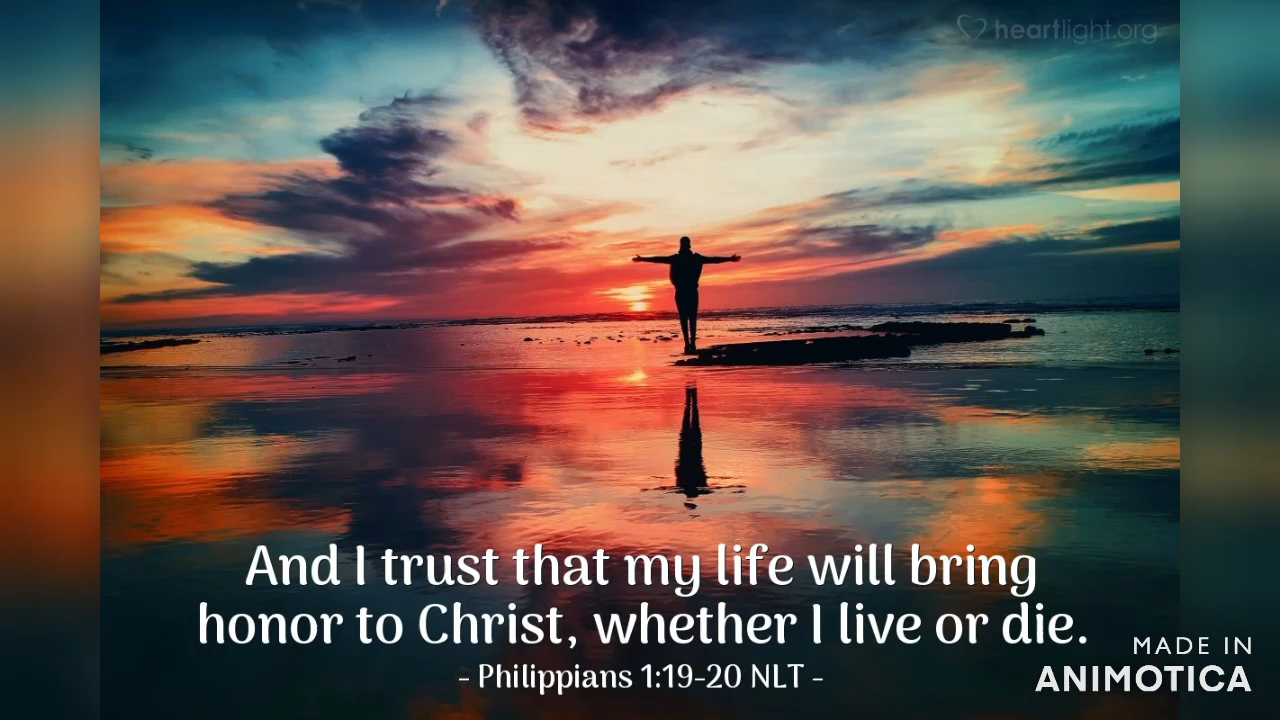 heartlight.org
And I trust that my life will bring
honor to Christ, whether I live or die.
- Philippians 1:19-20 NLT -
MADE IN
ANIMOTICA